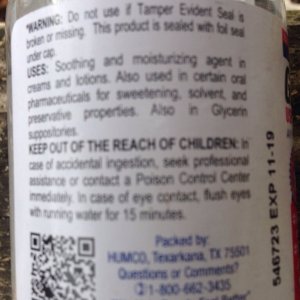 *WARNING: Do not use if Tamper Evident Seal is
broken or missing. This product is sealed with foil seal
under cap.
USES: Soothing and moisturizing agent in
creams and lotions. Also used in certain oral
pharmaceuticals for sweetening, solvent, and
preservative properties. Also in Glycerin
suppositories.
KEEP OUT OF THE REACH OF CHILDREN: In
case of accidental ingestion, seek professional
assistance or contact a Poison Control Center
immediately. In case of eye contact, flush eyes
with running water for 15 minutes.
Packed by:
HUMCO, Texarkana, TX 75501
Questions or Comments?
1-800-662-3435
546723 EXP 11-19